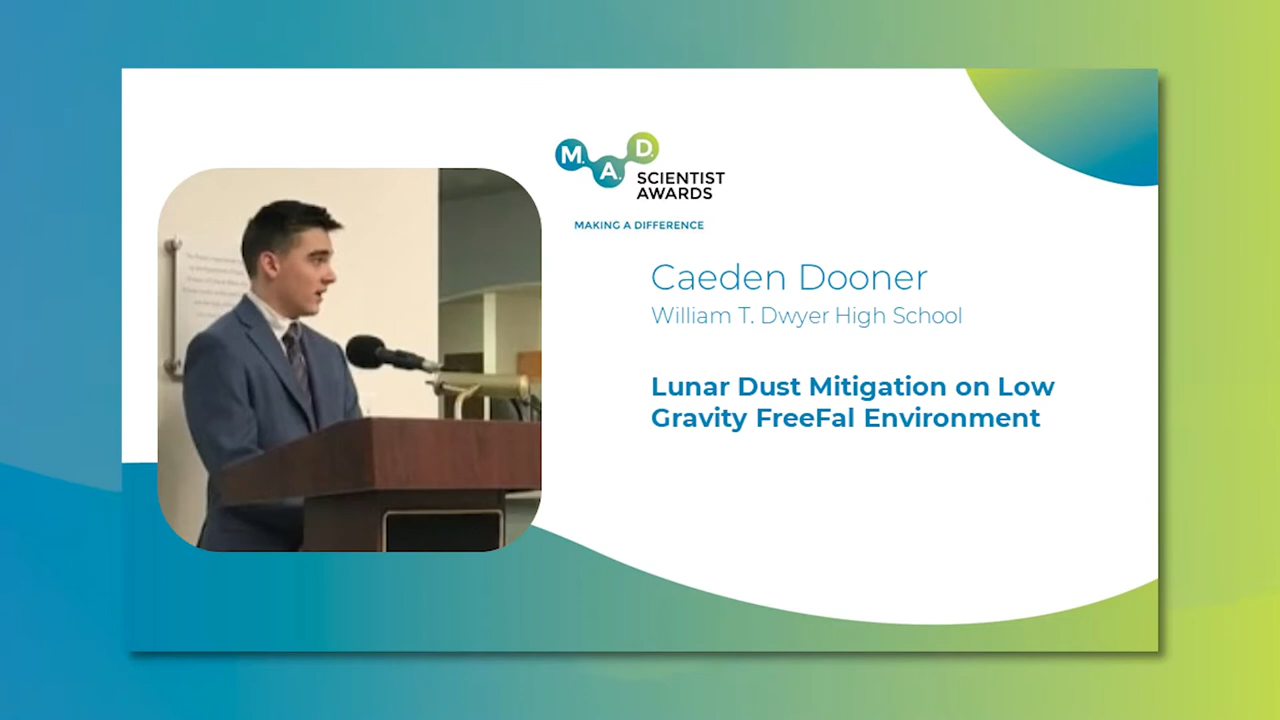 M. A. D.
SCIENTIST
AWARDS
MAKING A DIFFERENCE
Caeden Dooner
William T. Dwyer High School
Lunar Dust Mitigation on Low
Gravity FreeFal Environment